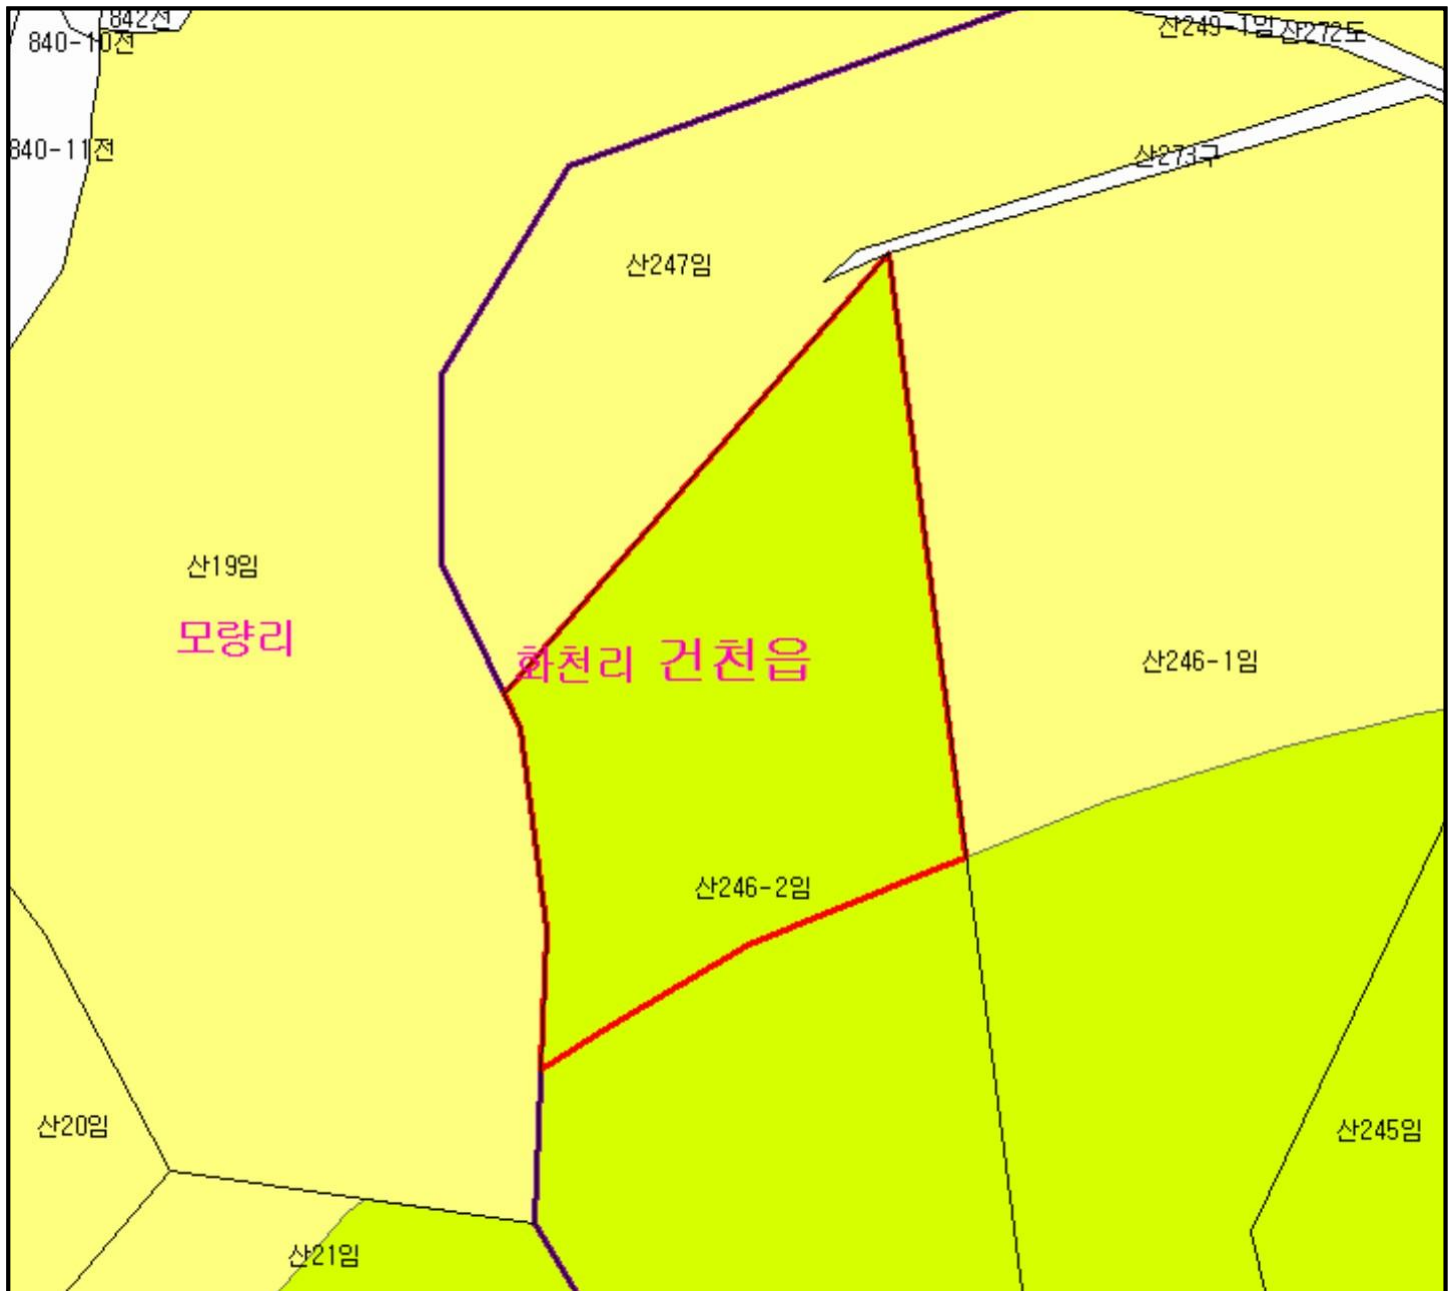 842전
840-10전
산249-1임
산272도
840-11전
산273구
산247임
산19임
모량리
화천리
건천읍
산246-1임
산246-2임
산20임
산245임
산21임